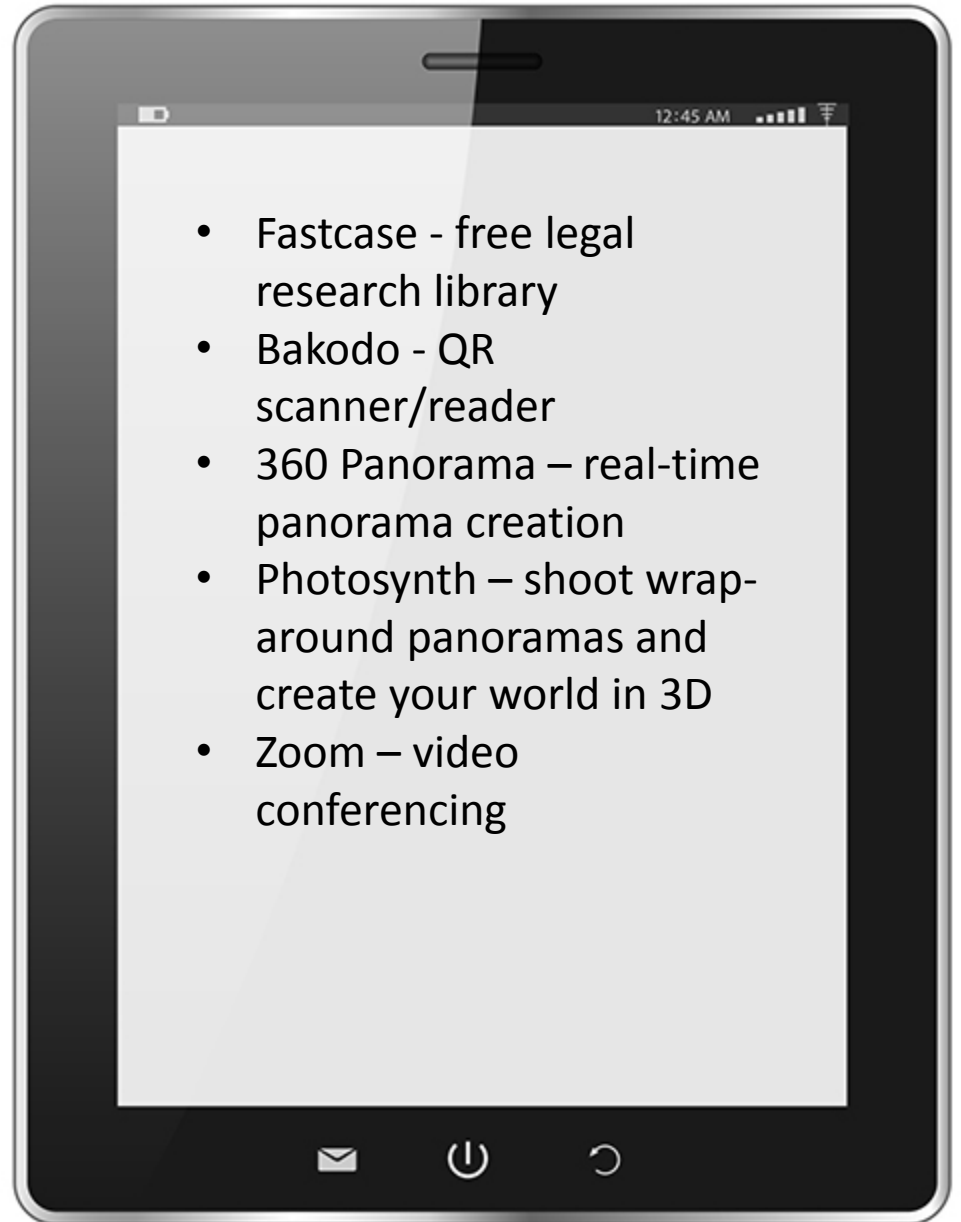 12:45 AM
• Fastcase - free legal
research library
• Bakodo - QR
scanner/reader
• 360 Panorama – real-time
panorama creation
• Photosynth – shoot wrap-
around panoramas and
create your world in 3D
• Zoom – video
conferencing